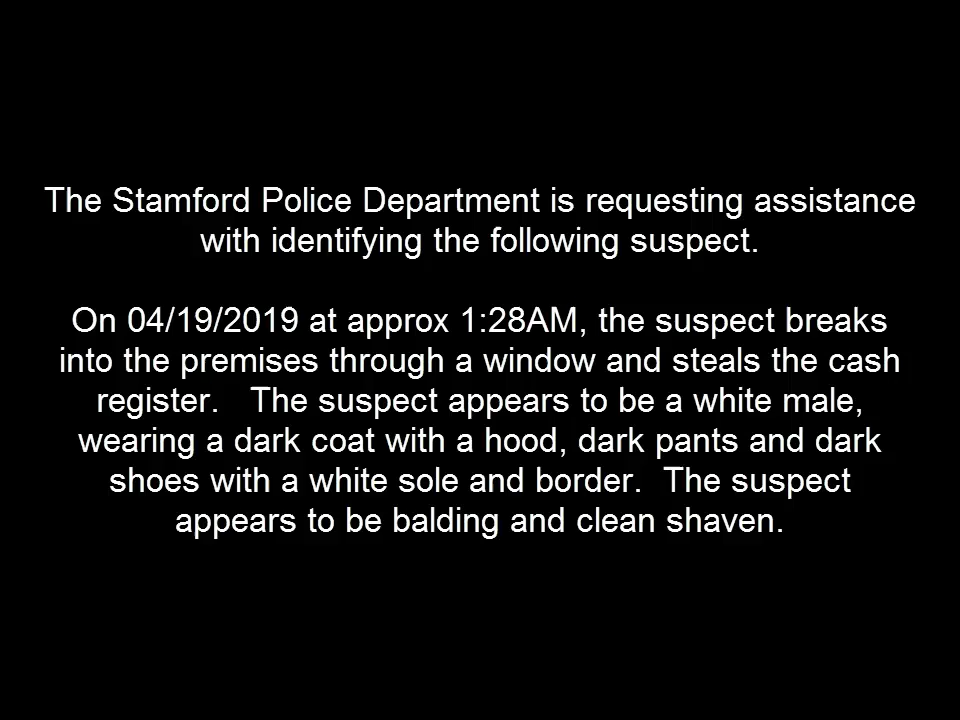 The Stamford Police Department is requesting assistance
with identifying the following suspect.
On 04/19/2019 at approx 1:28AM, the suspect breaks
into the premises through a window and steals the cash
register.   The suspect appears to be a white male,
wearing a dark coat with a hood, dark pants and dark
shoes with a white sole and border.  The suspect
appears to be balding and clean shaven.